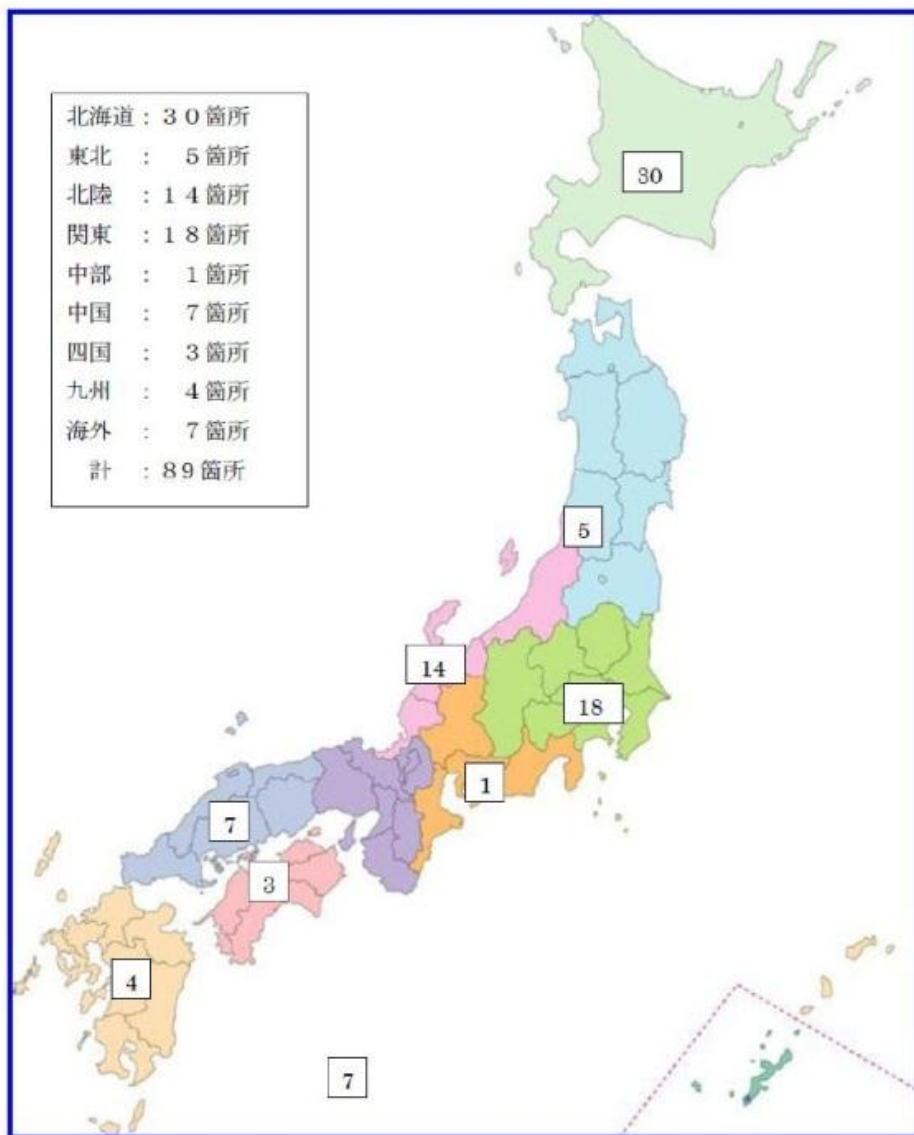 北海道：３０箇所
東北　：　５箇所
北陸　：１４箇所
関東　：１８箇所
中部　：　１箇所
中国　：　７箇所
四国　：　３箇所
九州　：　４箇所
海外　：　７箇所
計　：８９箇所
30
5
14
18
1
7
3
4
7